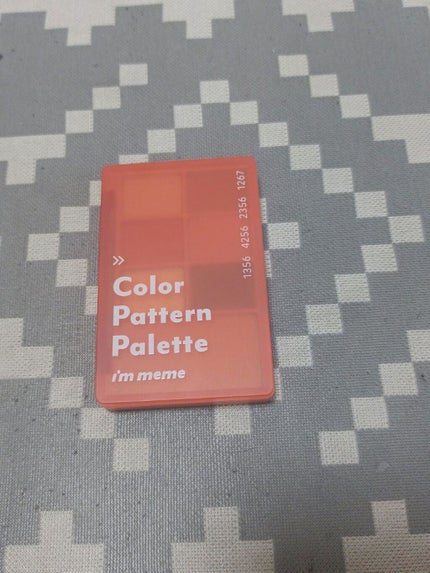 »
Color
Pattern
Palette
i'm meme
1356 4256 2356 1267